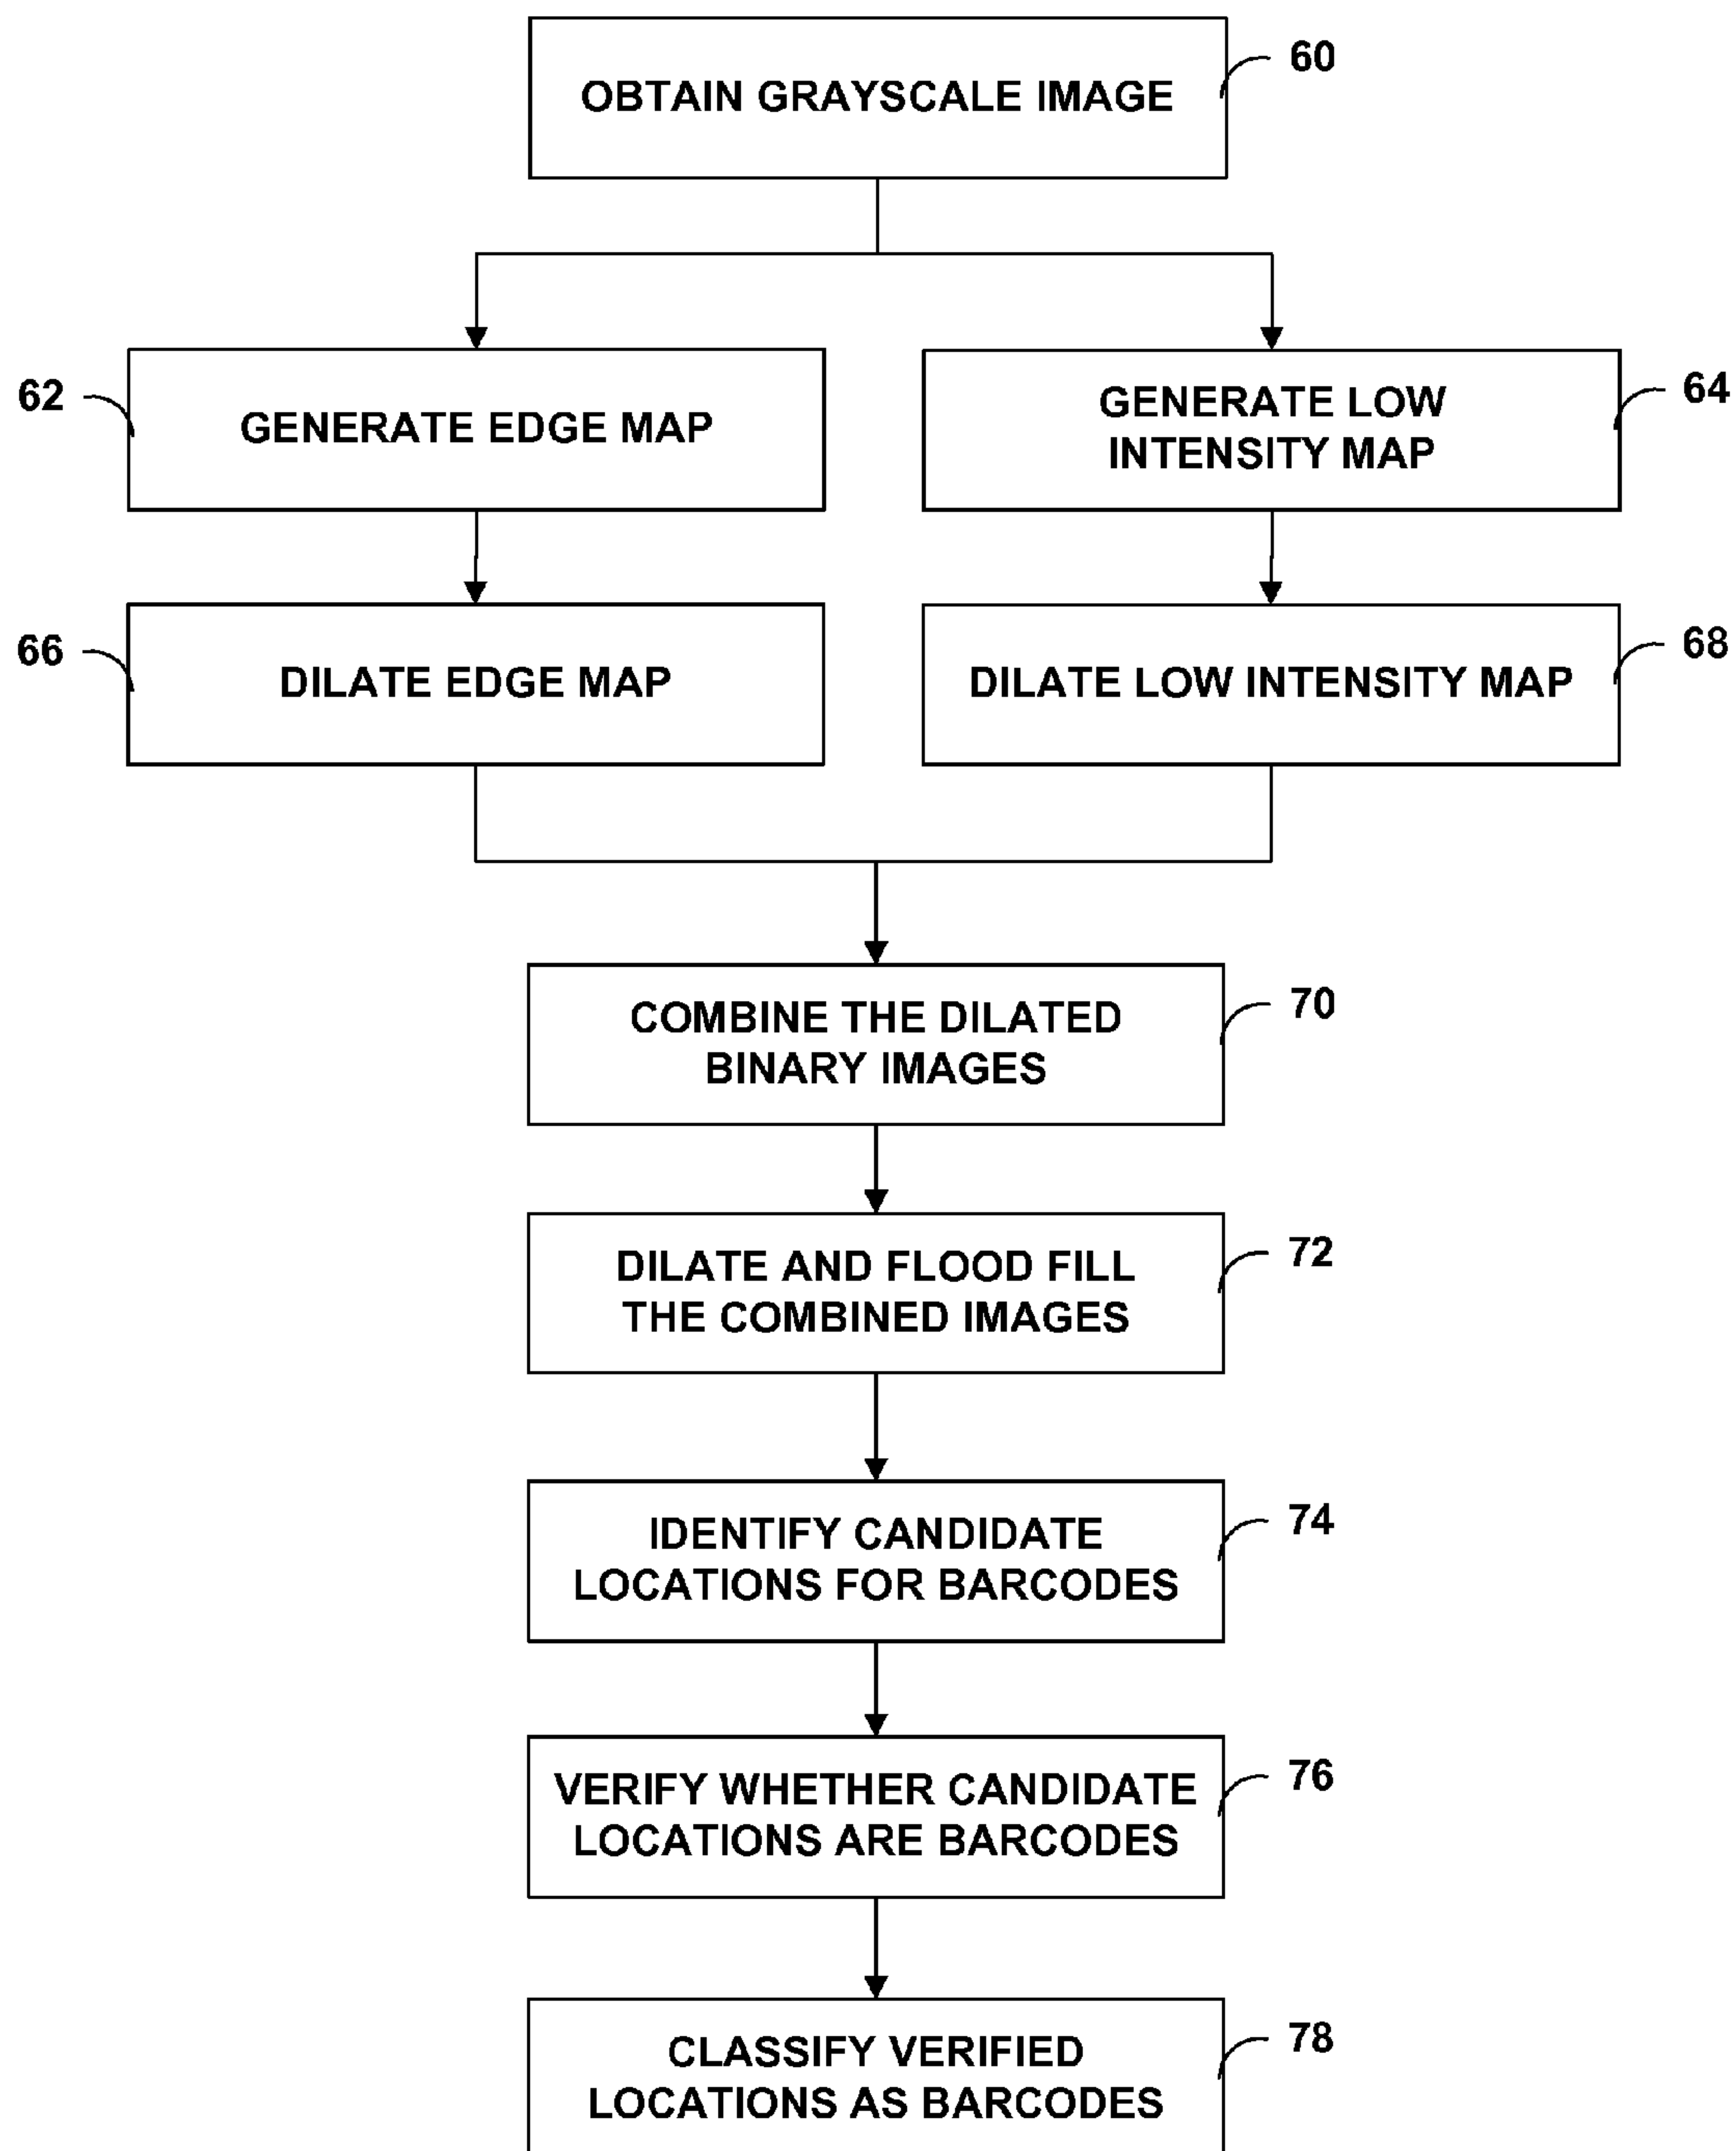 OBTAIN GRAYSCALE IMAGE
60
62
GENERATE EDGE MAP
GENERATE LOW
INTENSITY MAP
64
66
DILATE EDGE MAP
DILATE LOW INTENSITY MAP
68
COMBINE THE DILATED
BINARY IMAGES
70
DILATE AND FLOOD FILL
THE COMBINED IMAGES
72
IDENTIFY CANDIDATE
LOCATIONS FOR BARCODES
74
VERIFY WHETHER CANDIDATE
LOCATIONS ARE BARCODES
76
CLASSIFY VERIFIED
LOCATIONS AS BARCODES
78